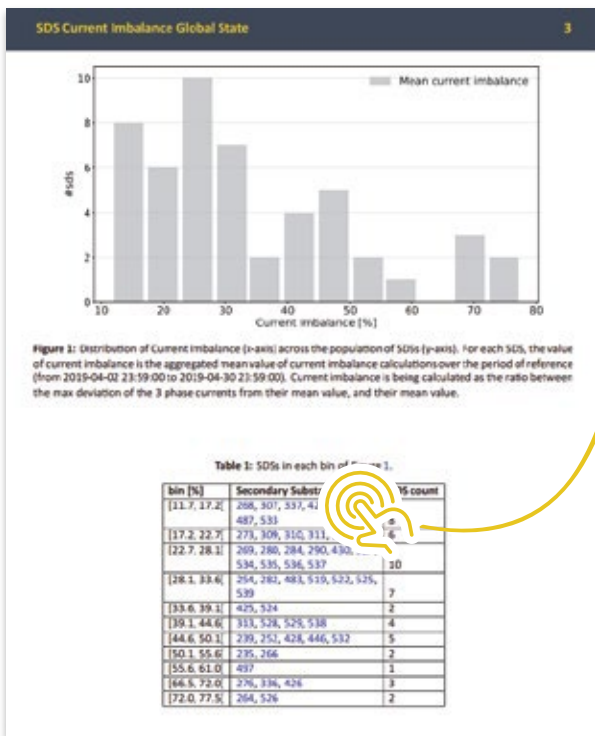 SDS Current Imbalance Global State 3
Mean current imbalance
10
8
6
4
2
0
#sds
10 20 30 40 50 60 70 80
Current Imbalance [%]
Figure 1: Distribution of Current Imbalance (x-axis) across the population of SDSs (y-axis). For each SDS, the value
of current imbalance is the aggregated mean value of current imbalance calculations over the period of reference
(from 2019-04-02 23:59:00 to 2019-04-30 23:59:00). Current imbalance is being calculated as the ratio between
the max deviation of the 3 phase currents from their mean value, and their mean value.
Table 1: SDSs in each bin of 1.
bin [%] Secondary count
[11.7, 17.2[ 268, 307, 337,
487, 533 8
[17.2, 22.7[ 273, 309, 310, 6
[22.7, 28.1[ 269, 280, 284, 290, 430,
534, 535, 536, 537 10
[28.1, 33.6[ 254, 282, 483, 519, 522, 525,
539 7
[33.6, 39.1[ 425, 524 2
[39.1, 44.6[ 313, 528, 529, 538 4
[44.6, 50.1[ 239, 252, 428, 446, 532 5
[50.1, 55.6[ 235, 266 2
[55.6, 61.0[ 497 1
[66.5, 72.0[ 276, 336, 426 3
[72.0, 77.5[ 264, 526 2